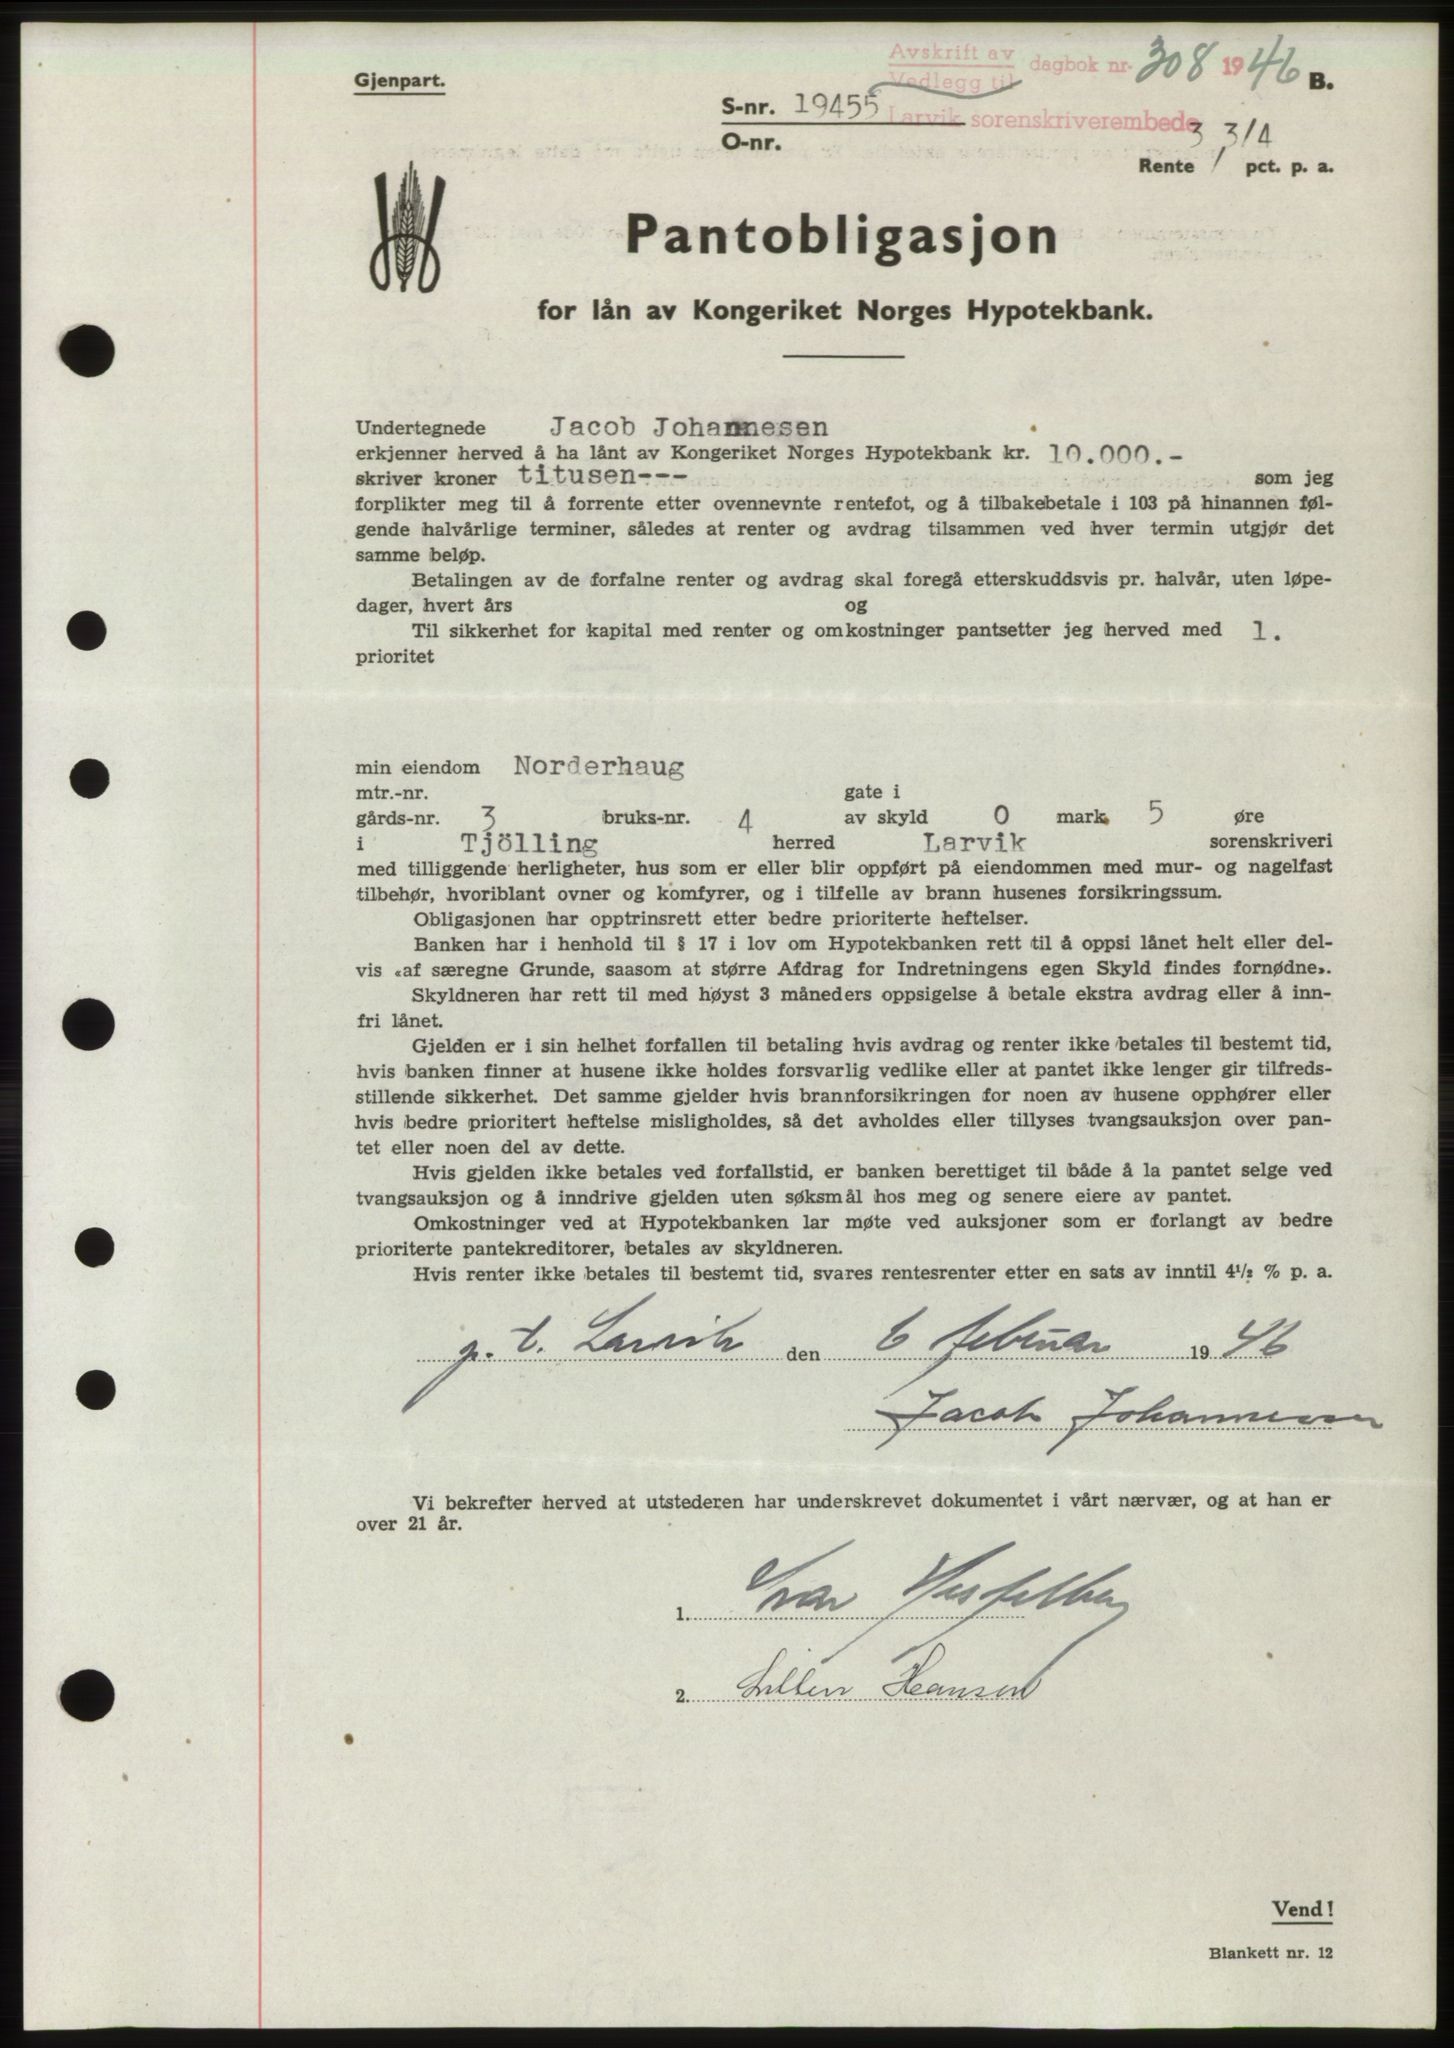 Avskrift av
Vedlegg til dagbok nr. 308 1946 B.
Gjenpart.
S-nr. 19455 Larvik sorenskriverembede
O-nr.
3 3/4
Rente pct. p. a.
Pantobligasjon
for lån av Kongeriket Norges Hypotekbank.
Undertegnede Jacob Johannesen
erkjenner herved å ha lånt av Kongeriket Norges Hypotekbank kr. 10.000.-
skriver kroner titusen--- som jeg
forplikter meg til å forrente etter ovennevnte rentefot, og å tilbakebetale i 103 på hinannen føl-
gende halvårlige terminer, således at renter og avdrag tilsammen ved hver termin utgjør det
samme beløp.
Betalingen av de forfalne renter og avdrag skal foregå etterskuddsvis pr. halvår, uten løpe-
dager, hvert års og
Til sikkerhet for kapital med renter og omkostninger pantsetter jeg herved med 1.
prioritet
min eiendom Norderhaug
mtr.-nr. gate i
gårds-nr. 3 bruks-nr. 4 av skyld 0 mark 5 øre
i Tjölling herred Larvik sorenskriveri
med tilliggende herligheter, hus som er eller blir oppført på eiendommen med mur- og nagelfast
tilbehør, hvoriblant ovner og komfyrer, og i tilfelle av brann husenes forsikringssum.
Obligasjonen har opptrinsrett etter bedre prioriterte heftelser.
Banken har i henhold til § 17 i lov om Hypotekbanken rett til å oppsi lånet helt eller del-
vis «af særegne Grunde, saasom at større Afdrag for Indretningens egen Skyld findes fornødne».
Skyldneren har rett til med høyst 3 måneders oppsigelse å betale ekstra avdrag eller å inn-
fri lånet.
Gjelden er i sin helhet forfallen til betaling hvis avdrag og renter ikke betales til bestemt tid,
hvis banken finner at husene ikke holdes forsvarlig vedlike eller at pantet ikke lenger gir tilfreds-
stillende sikkerhet. Det samme gjelder hvis brannforsikringen for noen av husene opphører eller
hvis bedre prioritert heftelse misligholdes, så det avholdes eller tillyses tvangsauksjon over pan-
tet eller noen del av dette.
Hvis gjelden ikke betales ved forfallstid, er banken berettiget til både å la pantet selge ved
tvangsauksjon og å inndrive gjelden uten søksmål hos meg og senere eiere av pantet.
Omkostninger ved at Hypotekbanken lar møte ved auksjoner som er forlangt av bedre
prioriterte pantekreditorer, betales av skyldneren.
Hvis renter ikke betales til bestemt tid, svares rentesrenter etter en sats av inntil 4½ % p. a.
p. t. Larvik den 6 februar 1946
Jacob Johannessen
Vi bekrefter herved at utstederen har underskrevet dokumentet i vårt nærvær, og at han er
over 21 år.
1. Ivar
2. Lillen Hansen
Vend!
Blankett nr. 12